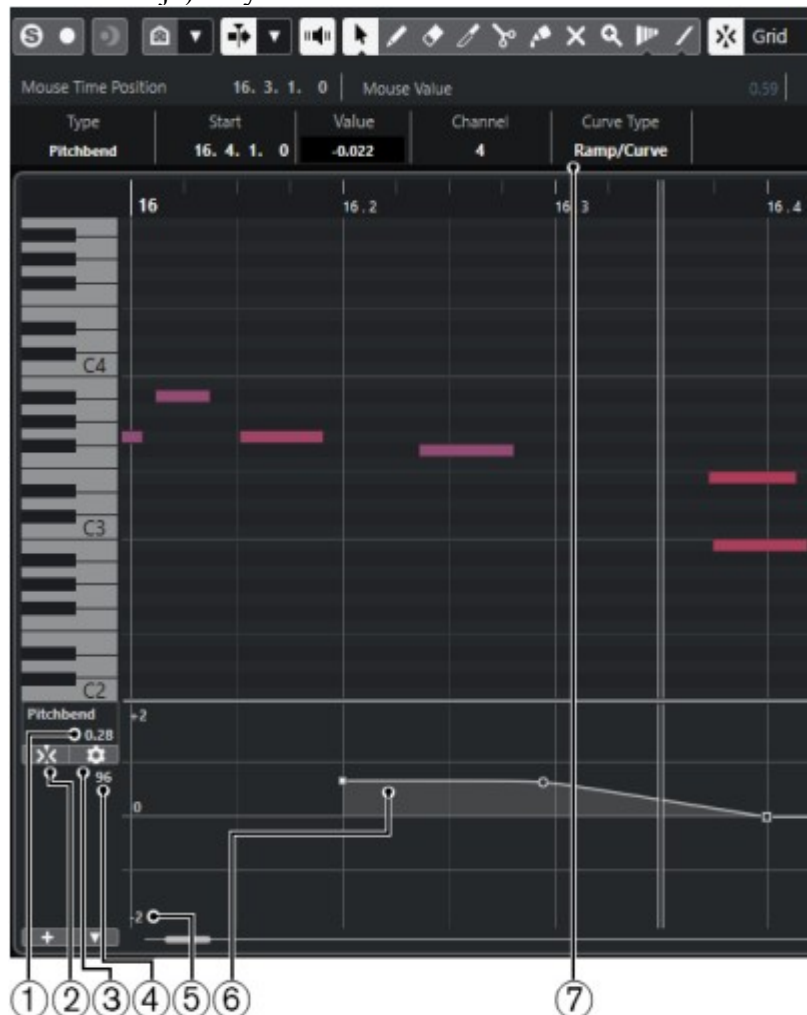 Grid
Mouse Time Position 16. 3. 1. 0 Mouse Value 0.59
Type Start Value Channel Curve Type
Pitchbend 16. 4. 1. 0 -0.022 4 Ramp/Curve
16 16.2 16.3 16.4
C4
C3
C2
Pitchbend +2
0.28
96
0
-2
① ② ③ ④ ⑤ ⑥ ⑦